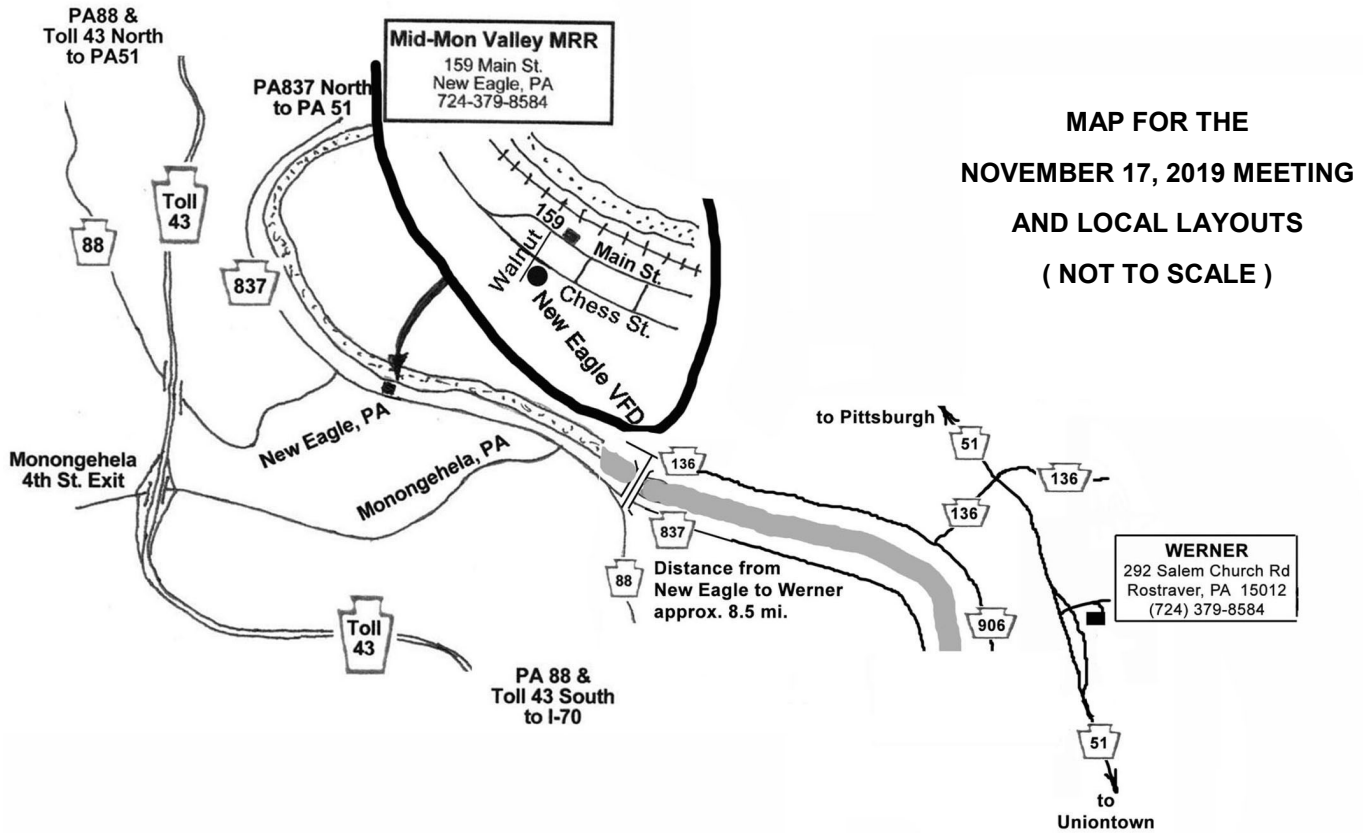 PA88 &
Toll 43 North
to PA51
Mid-Mon Valley MRR
159 Main St.
New Eagle, PA
724-379-8584
PA837 North
to PA 51
MAP FOR THE
NOVEMBER 17, 2019 MEETING
AND LOCAL LAYOUTS
( NOT TO SCALE )
Toll
43
88
837
159
Main St.
Walnut
Chess St.
New Eagle VFD
New Eagle, PA
Monongehela, PA
Monongehela
4th St. Exit
to Pittsburgh
51
136
136
136
837
88
Distance from
New Eagle to Werner
approx. 8.5 mi.
WERNER
292 Salem Church Rd
Rostraver, PA 15012
(724) 379-8584
906
Toll
43
PA 88 &
Toll 43 South
to I-70
51
to
Uniontown